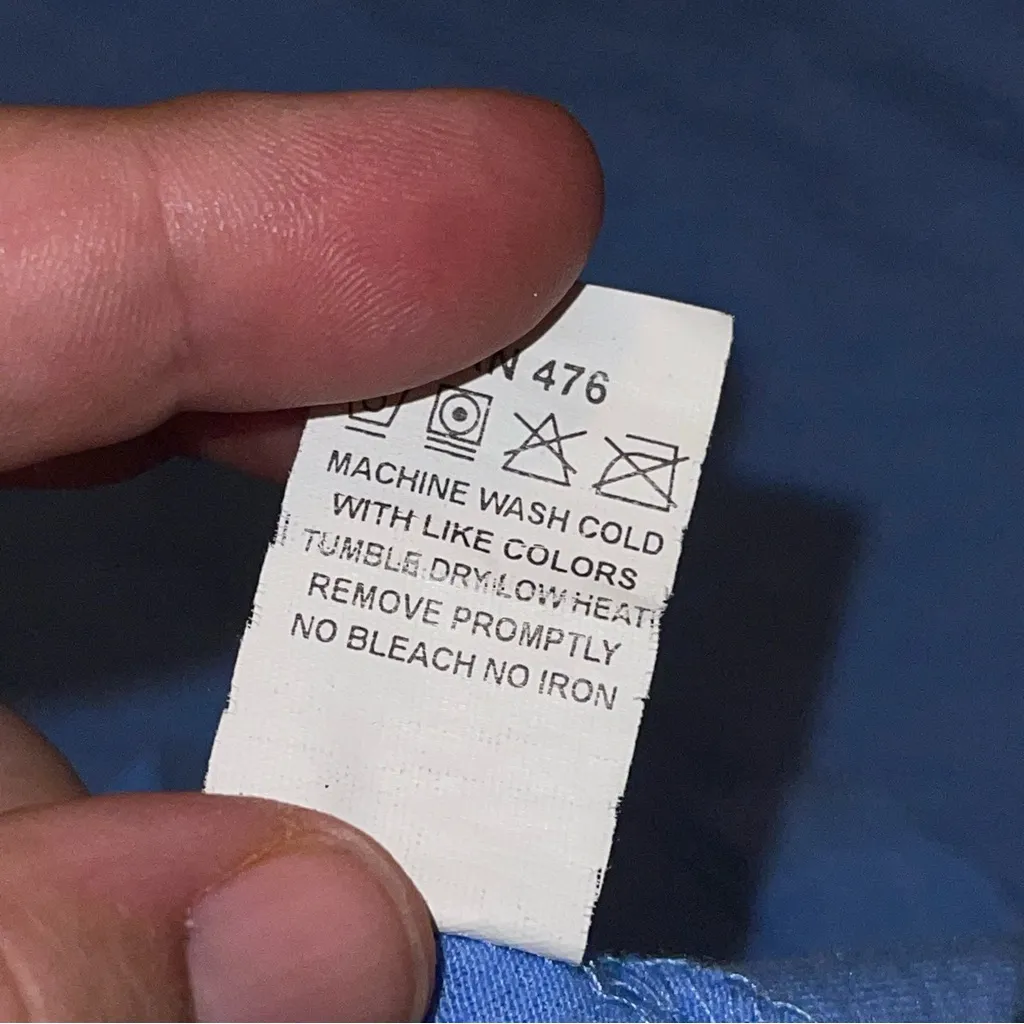 476
MACHINE WASH COLD
WITH LIKE COLORS
TUMBLE DRY LOW HEAT
REMOVE PROMPTLY
NO BLEACH NO IRON